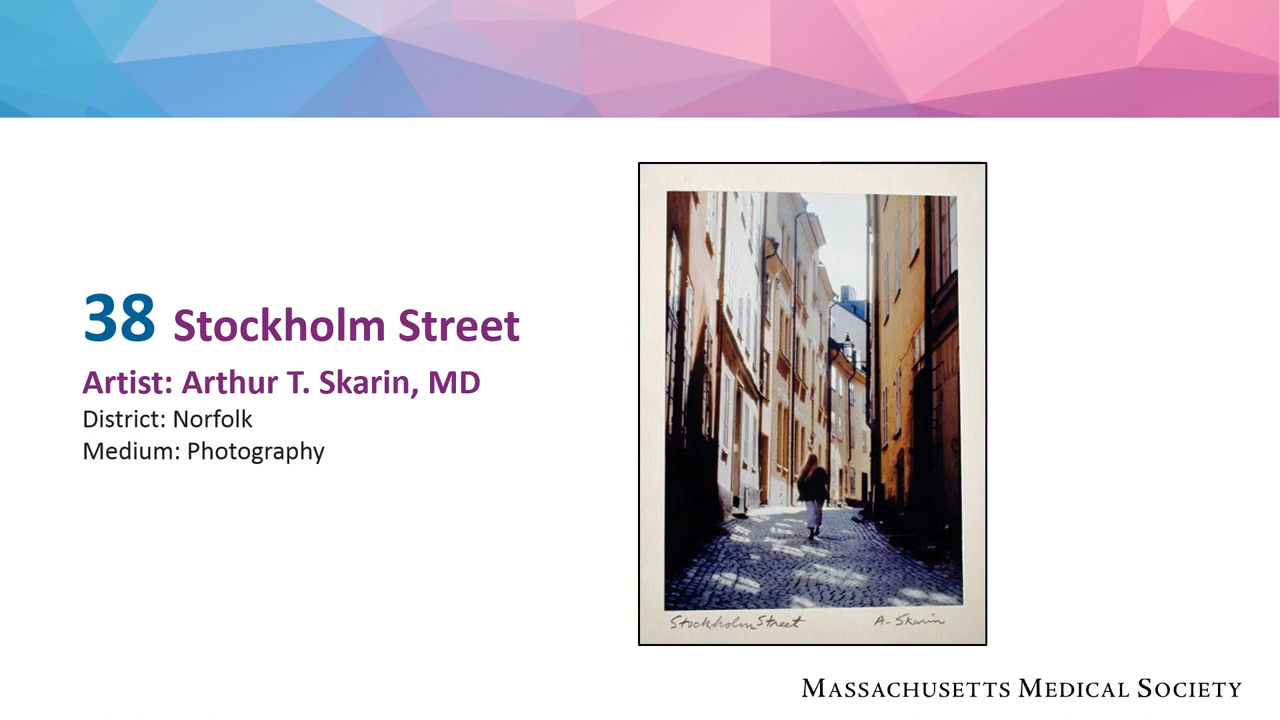 38 Stockholm Street
Artist: Arthur T. Skarin, MD
District: Norfolk
Medium: Photography
Stockholm Street A-Skarin
MASSACHUSETTS MEDICAL SOCIETY